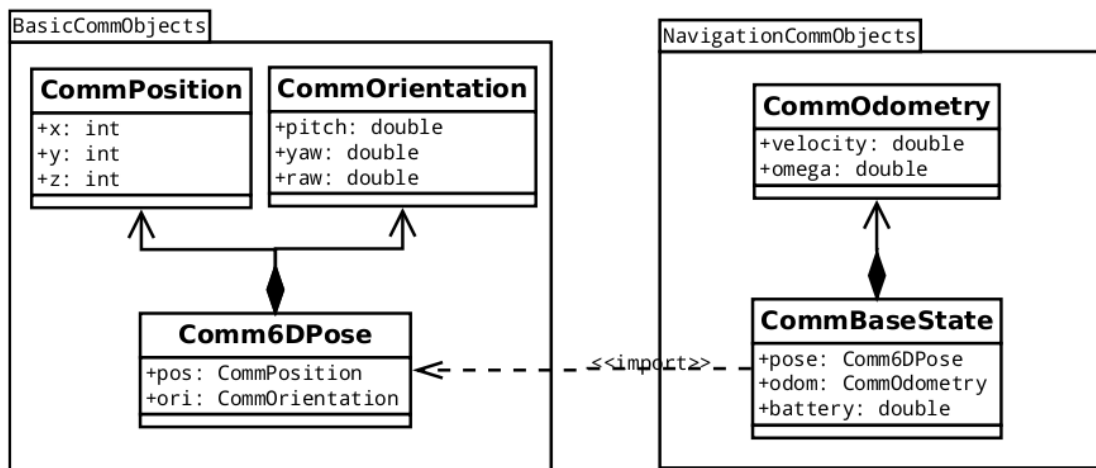 BasicCommObjects
CommPosition
+x: int
+y: int
+z: int
CommOrientation
+pitch: double
+yaw: double
+raw: double
Comm6DPose
+pos: CommPosition
+ori: CommOrientation
<<import>>
NavigationCommObjects
CommOdometry
+velocity: double
+omega: double
CommBaseState
+pose: Comm6DPose
+odom: CommOdometry
+battery: double